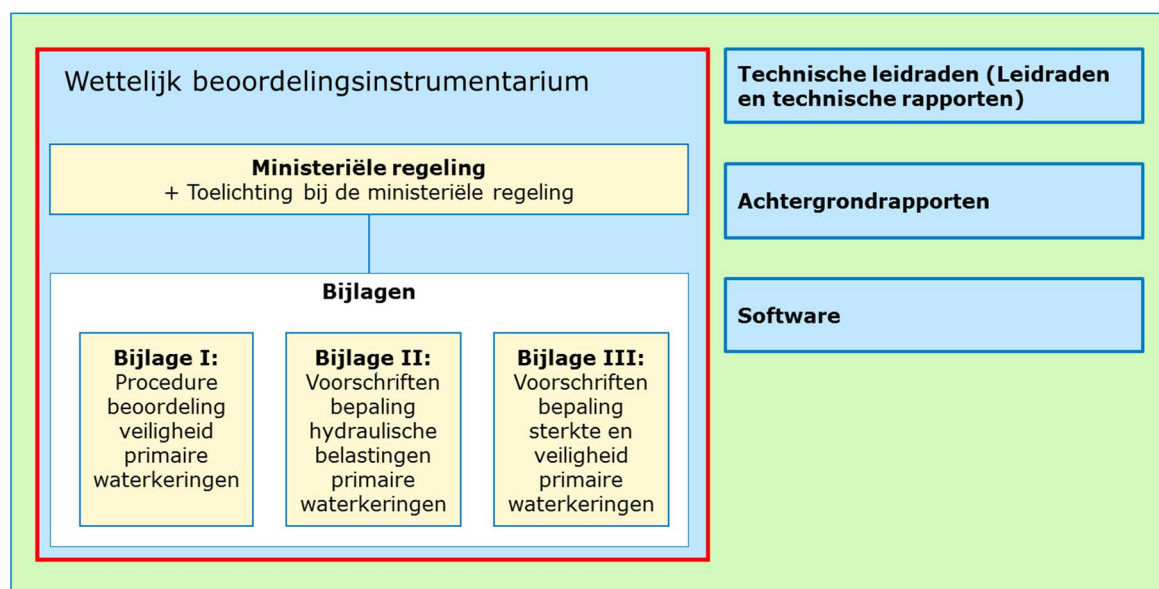 Wettelijk beoordelingsinstrumentarium
Ministeriële regeling
+ Toelichting bij de ministeriële regeling
Bijlagen
Bijlage I:
Procedure
beoordeling
veiligheid
primaire
waterkeringen
Bijlage II:
Voorschriften
bepaling
hydraulische
belastingen
primaire
waterkeringen
Bijlage III:
Voorschriften
bepaling
sterkte en
veiligheid
primaire
waterkeringen
Technische leidraden (Leidraden
en technische rapporten)
Achtergrondrapporten
Software